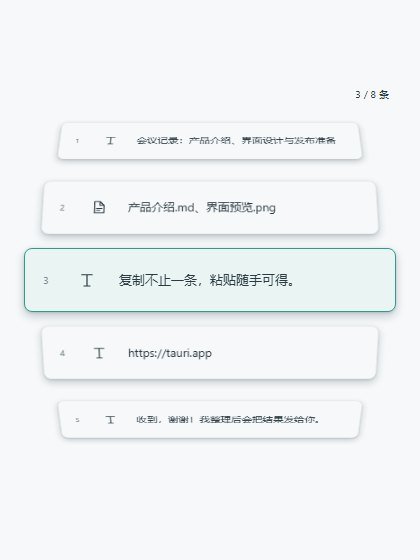 3 / 8 条
1 会议记录：产品介绍、界面设计与发布准备
2 产品介绍.md、界面预览.png
3 复制不止一条，粘贴随手可得。
4 https://tauri.app
5 收到，谢谢！我整理后会把结果发给你。